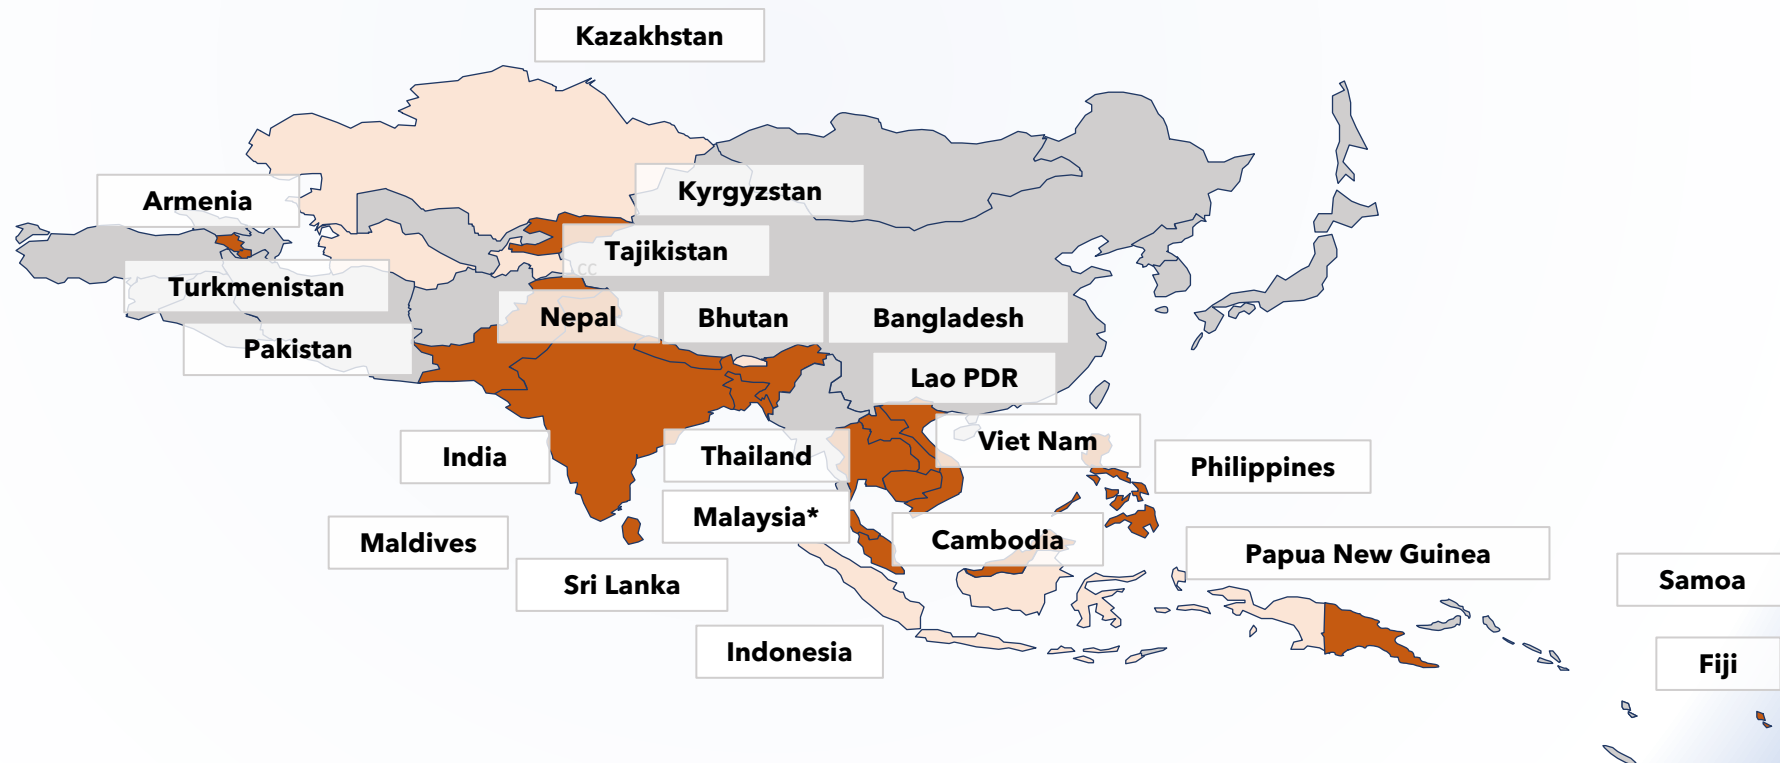 Kazakhstan
Armenia
Kyrgyzstan
Tajikistan
Turkmenistan
Nepal
Bhutan
Bangladesh
Pakistan
Lao PDR
India
Thailand
Viet Nam
Philippines
Malaysia*
Maldives
Cambodia
Papua New Guinea
Sri Lanka
Samoa
Indonesia
Fiji